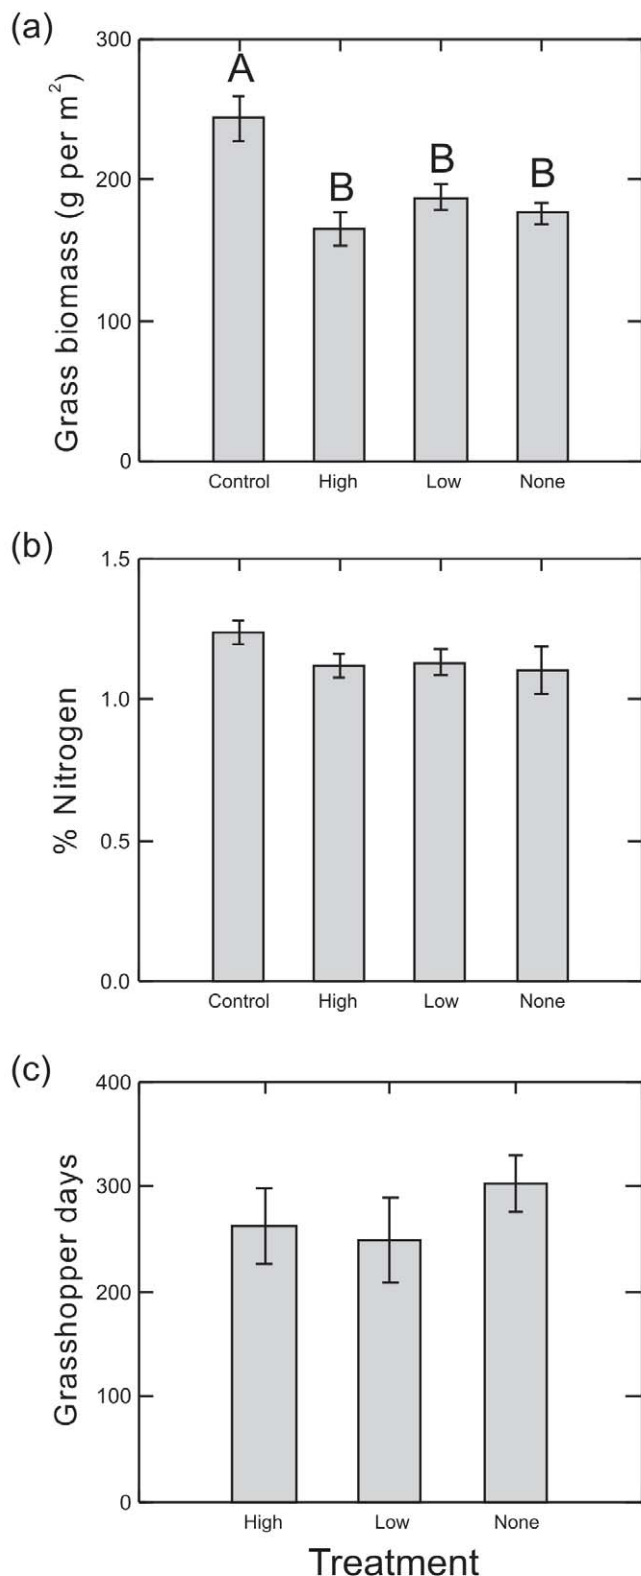 (a)
Grass biomass (g per m²)
300
200
100
0
A
B
B
B
Control High Low None
(b)
% Nitrogen
1.5
1.0
0.5
0.0
Control High Low None
(c)
Grasshopper days
400
300
200
100
0
High Low None
Treatment